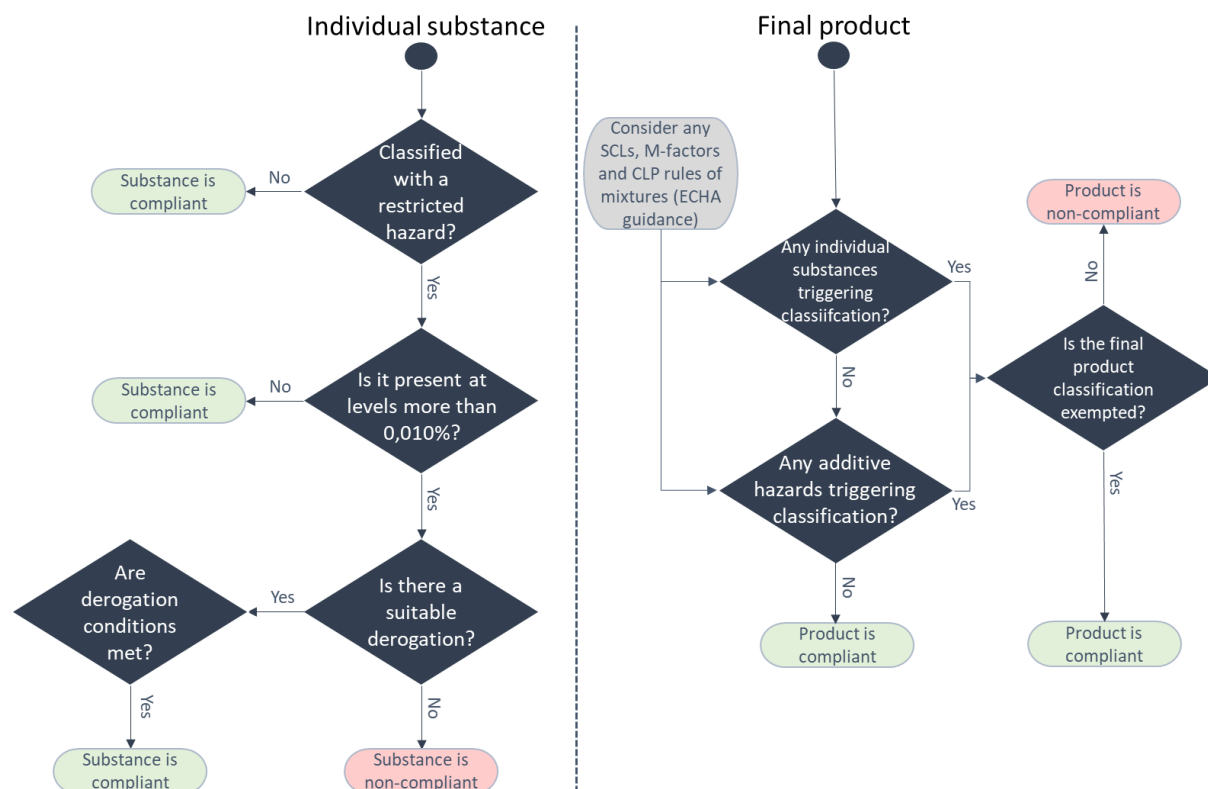 Individual substance
Classified
with a
restricted
hazard?
No
Substance is
compliant
Yes
Is it present at
levels more than
0,010%?
No
Substance is
compliant
Yes
Is there a
suitable
derogation?
Yes
Are
derogation
conditions
met?
Yes
Substance is
compliant
No
Substance is
non-compliant
Final product
Consider any
SCLs, M-factors
and CLP rules of
mixtures (ECHA
guidance)
Any individual
substances
triggering
classiifcation?
Yes
No
Any additive
hazards triggering
classification?
Yes
No
Product is
compliant
Is the final
product
classification
exempted?
No
Product is
non-compliant
Yes
Product is
compliant